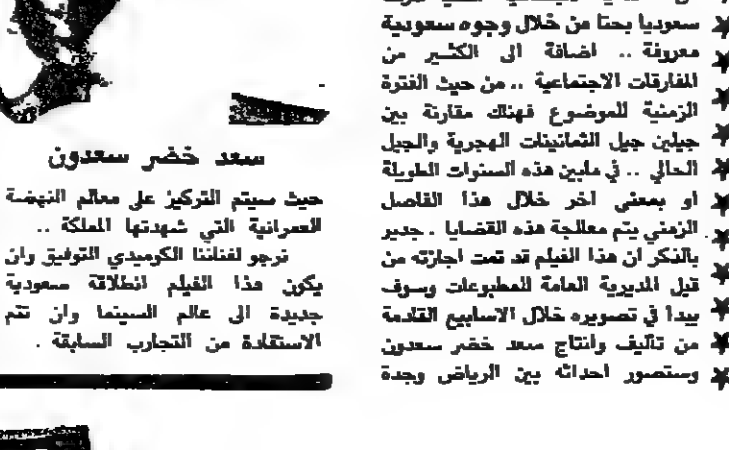 سعوديا بحتا من خلال وجوه سعودية
معروفة .. اضافة الى الكثير من
المفارقات الاجتماعية .. من حيث الفترة
الزمنية للموضوع فهناك مقارنة بين
جيلين جيل الثمانينات الهجرية والجيل
الحالي .. في مابين هذه السنوات الطويلة
او بمعنى اخر خلال هذا الفاصل
الزمني يتم معالجة هذه القضايا . جدير
بالذكر ان هذا الفيلم قد تمت اجازته من
قبل المديرية العامة للمطبوعات وسوف
يبدا في تصويره خلال الاسابيع القادمة
من تأليف وانتاج سعد خضر سعدون
وستصور احداثه بين الرياض وجدة
سعد خضر سعدون
حيث سيتم التركيز على معالم النهضة
العمرانية التي شهدتها المملكة ..
نرجو لفناننا الكوميدي التوفيق وان
يكون هذا الفيلم انطلاقة سعودية
جديدة الى عالم السينما وان تتم
الاستفادة من التجارب السابقة .